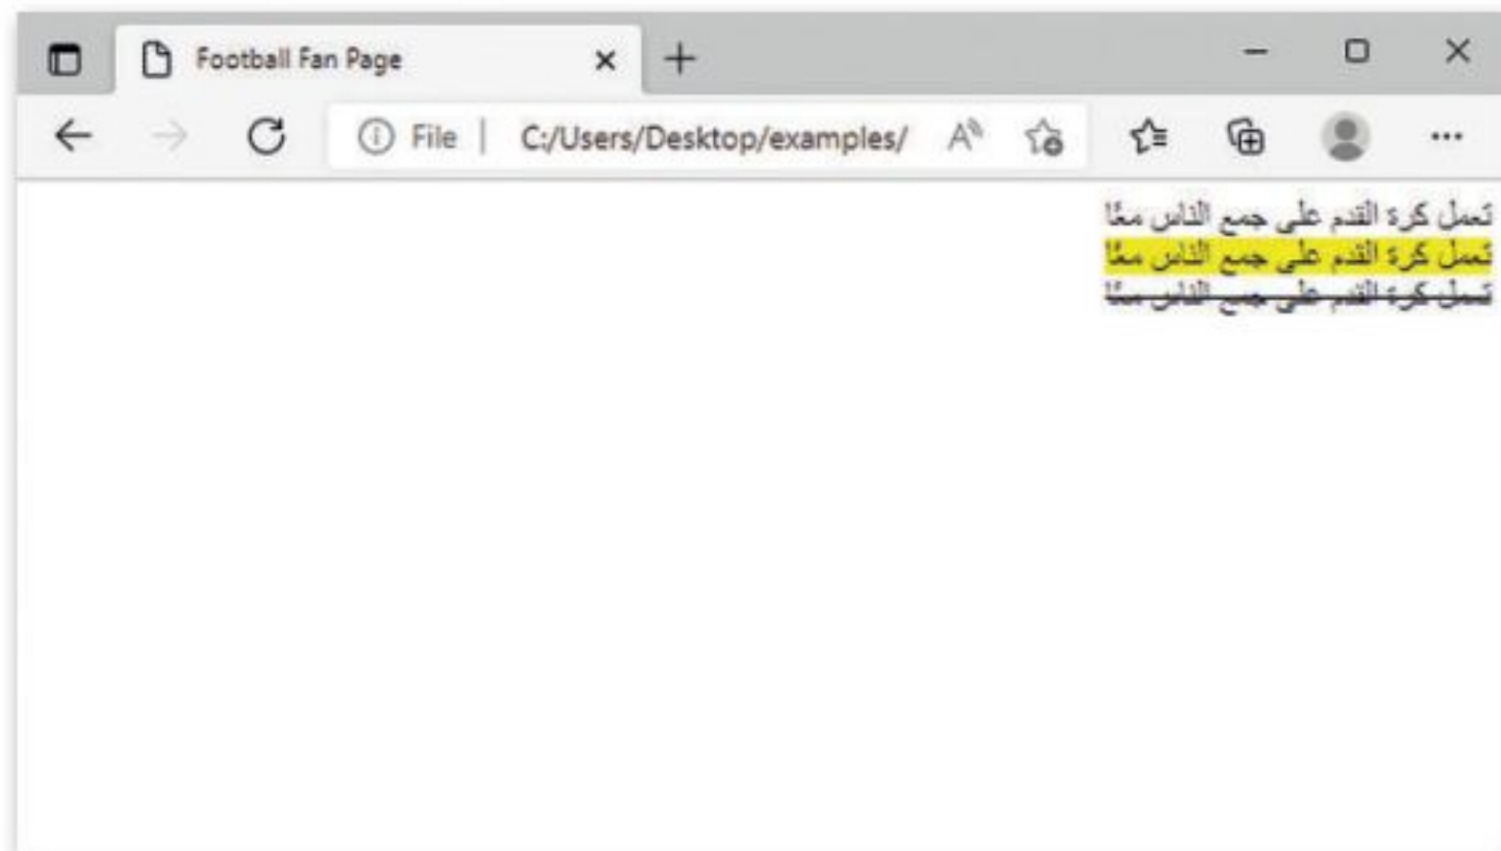 Football Fan Page
File | C:/Users/Desktop/examples/
تعمل كرة القدم على جمع الناس معًا
تعمل كرة القدم على جمع الناس معًا
تعمل كرة القدم على جمع الناس معًا